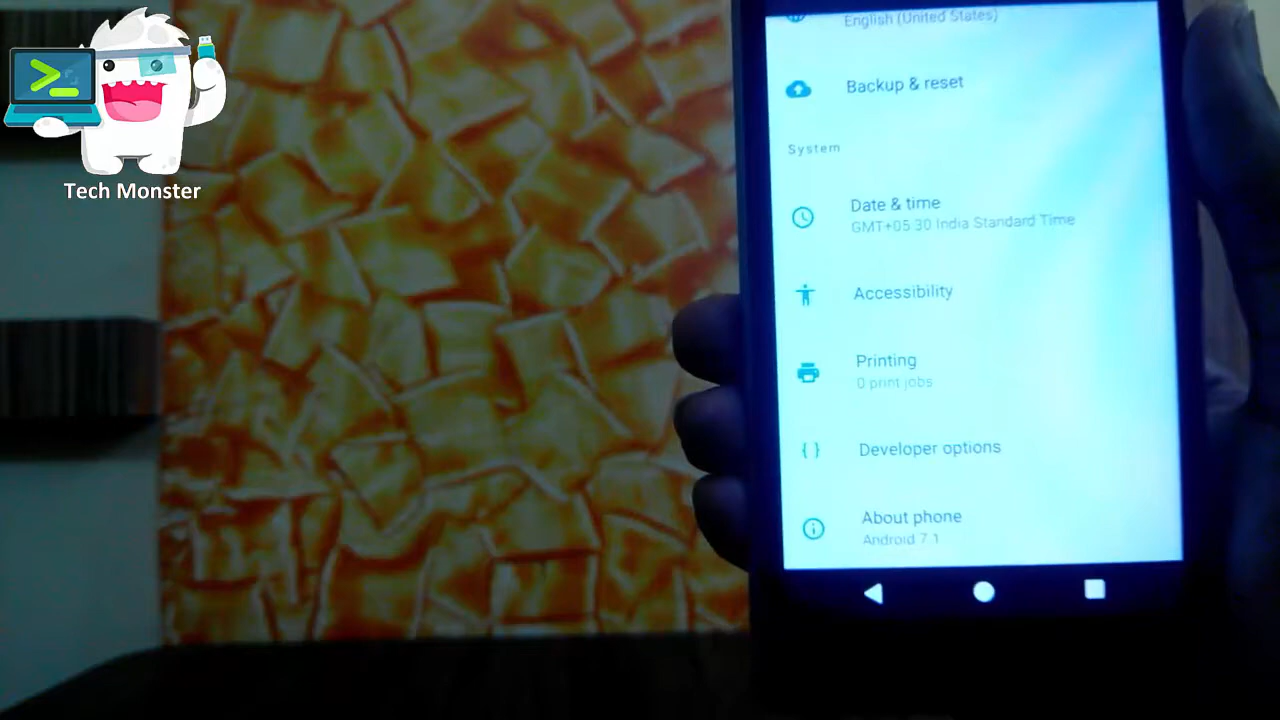 Tech Monster
English (United States)
Backup & reset
System
Date & time
GMT+05:30 India Standard Time
Accessibility
Printing
0 print jobs
Developer options
About phone
Android 7.1